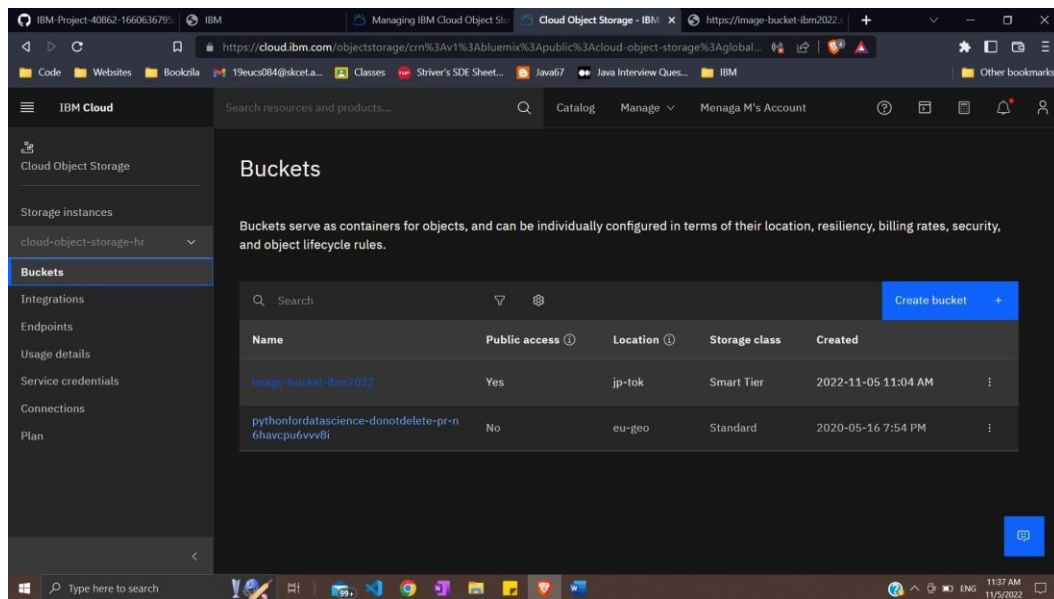 IBM-Project-40862-1660636795
IBM
Managing IBM Cloud Object Sto
Cloud Object Storage - IBM
https://image-bucket-ibm2022.s
https://cloud.ibm.com/objectstorage/crn%3Av1%3Abluemix%3Apublic%3Acloud-object-storage%3Aglobal...
Code
Websites
Bookzila
19eucs084@skcet.a...
Classes
Striver's SDE Sheet...
Java67
Java Interview Ques...
IBM
Other bookmarks
IBM Cloud
Search resources and products...
Catalog
Manage
Menaga M's Account
Cloud Object Storage
Storage instances
cloud-object-storage-hr
Buckets
Integrations
Endpoints
Usage details
Service credentials
Connections
Plan
Buckets
Buckets serve as containers for objects, and can be individually configured in terms of their location, resiliency, billing rates, security,
and object lifecycle rules.
Search
Create bucket +
Name Public access Location Storage class Created
image-bucket-ibm2022 Yes jp-tok Smart Tier 2022-11-05 11:04 AM
pythonfordatascience-donotdelete-pr-n
6havcpu6vvv8i No eu-geo Standard 2020-05-16 7:54 PM
Type here to search
99+
ENG
11:37 AM
11/5/2022